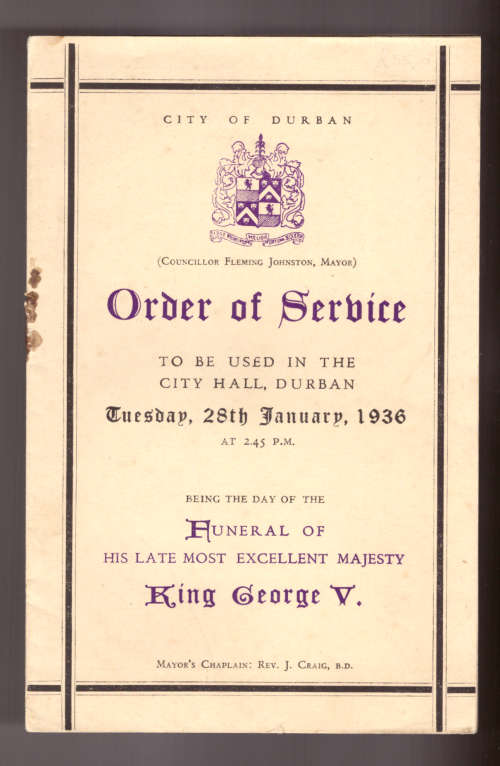 CITY OF DURBAN
(Councillor Fleming Johnston, Mayor)
Order of Service
TO BE USED IN THE
CITY HALL, DURBAN
Tuesday, 28th January, 1936
AT 2.45 P.M.
BEING THE DAY OF THE
FUNERAL OF
HIS LATE MOST EXCELLENT MAJESTY
King George V.
Mayor's Chaplain: Rev. J. Craig, B.D.